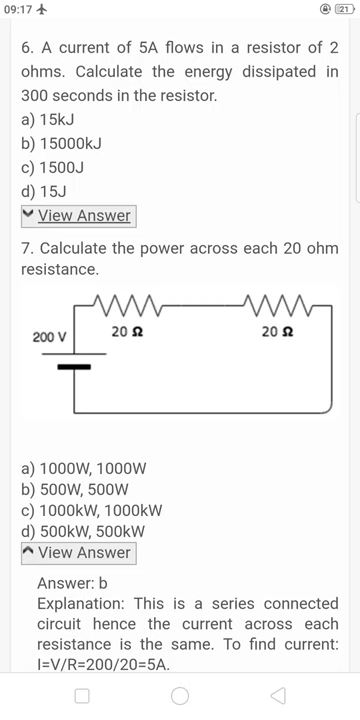 09:17 21
6. A current of 5A flows in a resistor of 2
ohms. Calculate the energy dissipated in
300 seconds in the resistor.
a) 15kJ
b) 15000kJ
c) 1500J
d) 15J
View Answer
7. Calculate the power across each 20 ohm
resistance.
200 V
20 Ω 20 Ω
a) 1000W, 1000W
b) 500W, 500W
c) 1000kW, 1000kW
d) 500kW, 500kW
View Answer
Answer: b
Explanation: This is a series connected
circuit hence the current across each
resistance is the same. To find current:
I=V/R=200/20=5A.